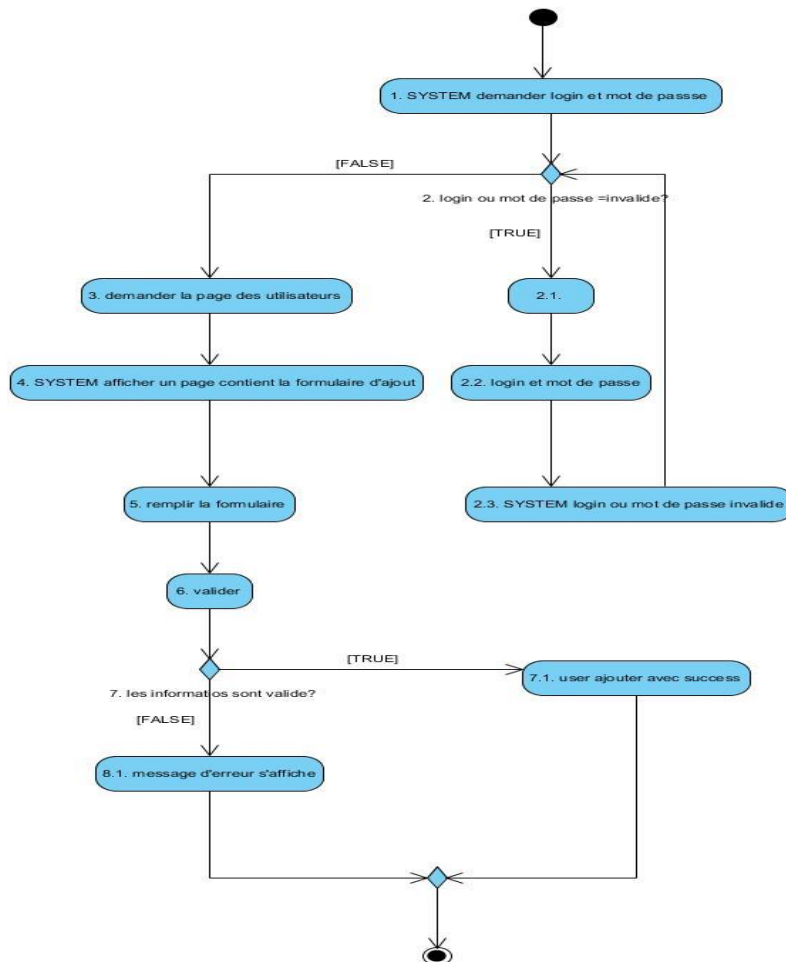 1. SYSTEM demander login et mot de passse
[FALSE]
2. login ou mot de passe =invalide?
[TRUE]
3. demander la page des utilisateurs
2.1.
4. SYSTEM afficher un page contient la formulaire d'ajout
2.2. login et mot de passe
5. remplir la formulaire
2.3. SYSTEM login ou mot de passe invalide
6. valider
[TRUE]
7. les informatios sont valide?
7.1. user ajouter avec success
[FALSE]
8.1. message d'erreur s'affiche